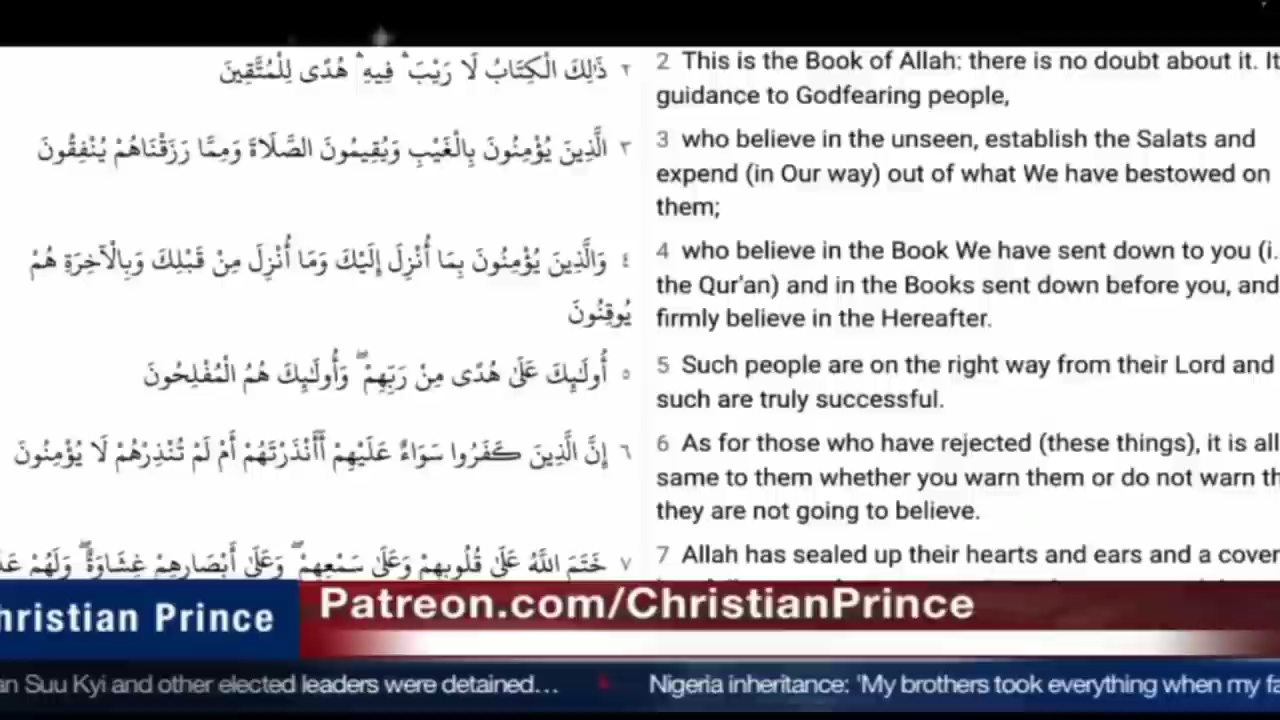 ٢ ذَٰلِكَ الْكِتَابُ لَا رَيْبَ ۛ فِيهِ ۛ هُدًى لِلْمُتَّقِينَ
2 This is the Book of Allah: there is no doubt about it. It
guidance to Godfearing people,
٣ الَّذِينَ يُؤْمِنُونَ بِالْغَيْبِ وَيُقِيمُونَ الصَّلَاةَ وَمِمَّا رَزَقْنَاهُمْ يُنْفِقُونَ
3 who believe in the unseen, establish the Salats and
expend (in Our way) out of what We have bestowed on
them;
٤ وَالَّذِينَ يُؤْمِنُونَ بِمَا أُنْزِلَ إِلَيْكَ وَمَا أُنْزِلَ مِنْ قَبْلِكَ وَبِالْآخِرَةِ هُمْ
يُوقِنُونَ
4 who believe in the Book We have sent down to you (i.
the Qur'an) and in the Books sent down before you, and
firmly believe in the Hereafter.
٥ أُولَٰئِكَ عَلَىٰ هُدًى مِنْ رَبِّهِمْ ۖ وَأُولَٰئِكَ هُمُ الْمُفْلِحُونَ
5 Such people are on the right way from their Lord and
such are truly successful.
٦ إِنَّ الَّذِينَ كَفَرُوا سَوَاءٌ عَلَيْهِمْ أَأَنْذَرْتَهُمْ أَمْ لَمْ تُنْذِرْهُمْ لَا يُؤْمِنُونَ
6 As for those who have rejected (these things), it is all
same to them whether you warn them or do not warn th
they are not going to believe.
٧ خَتَمَ اللَّهُ عَلَىٰ قُلُوبِهِمْ وَعَلَىٰ سَمْعِهِمْ ۖ وَعَلَىٰ أَبْصَارِهِمْ غِشَاوَةٌ ۖ وَلَهُمْ عَذَ
7 Allah has sealed up their hearts and ears and a cover
hristian Prince
Patreon.com/ChristianPrince
an Suu Kyi and other elected leaders were detained...
Nigeria inheritance: 'My brothers took everything when my fa